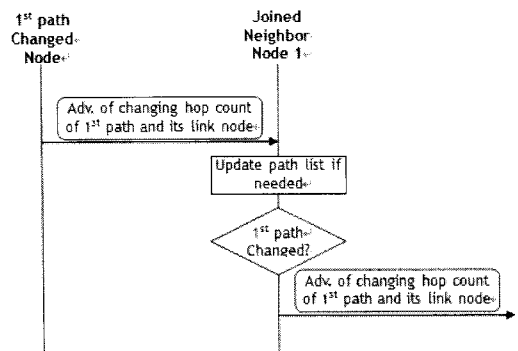 1st path
Changed
Node
Joined
Neighbor
Node 1
Adv. of changing hop count
of 1st path and its link node
Update path list if
needed
1st path
Changed?
Adv. of changing hop count
of 1st path and its link node